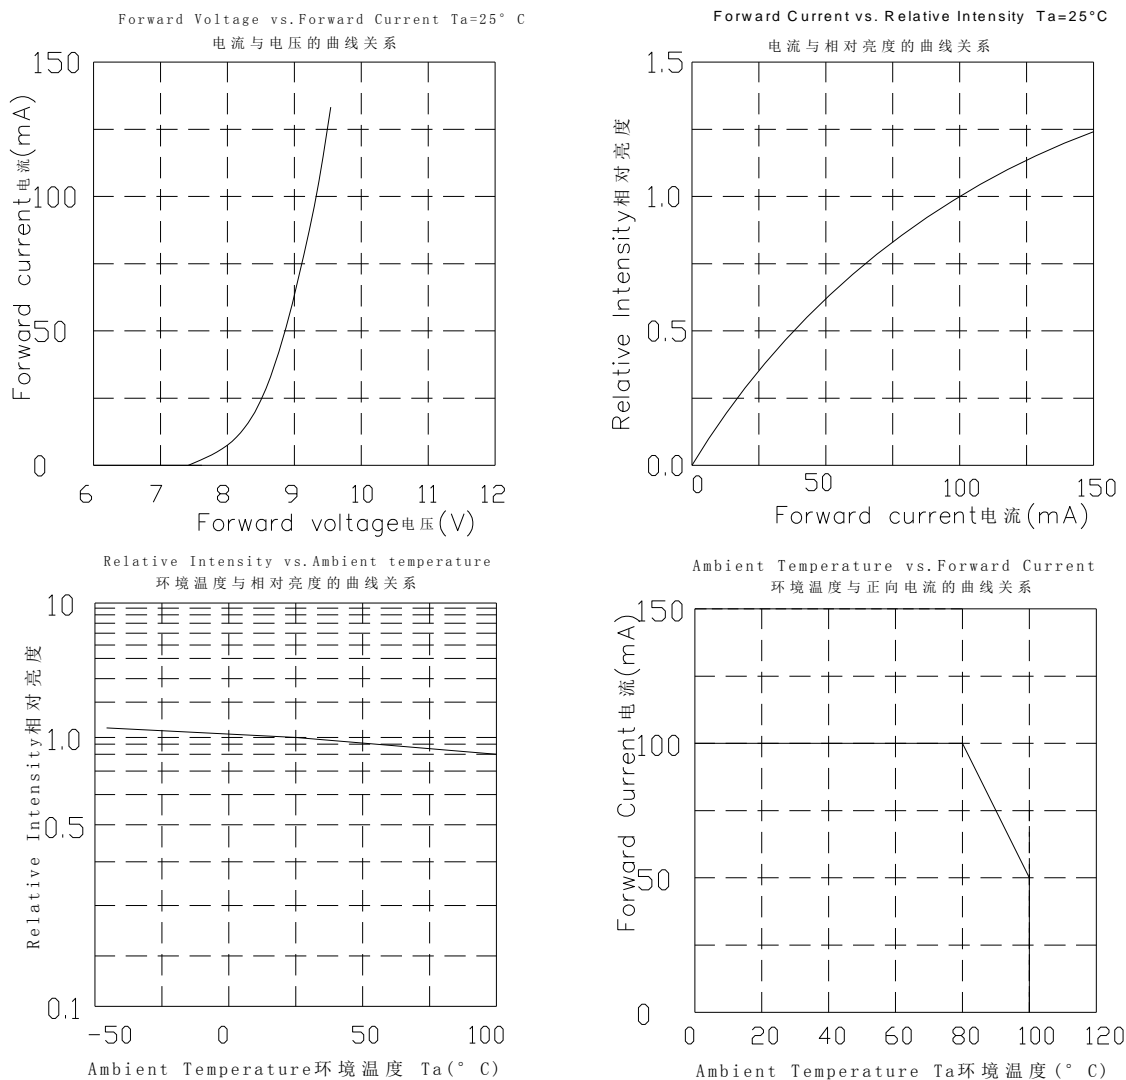 Forward Voltage vs.Forward Current Ta=25° C
电流与电压的曲线关系
150
100
50
0
Forward current电流(mA)
6 7 8 9 10 11 12
Forward voltage电压(V)
Forward Current vs. Relative Intensity Ta=25°C
电流与相对亮度的曲线关系
1.5
1.0
0.5
0.0
Relative Intensity相对亮度
0 50 100 150
Forward current电流(mA)
Relative Intensity vs.Ambient temperature
环境温度与相对亮度的曲线关系
10
1.0
0.5
0.1
Relative Intensity相对亮度
-50 0 50 100
Ambient Temperature环境温度 Ta(° C)
Ambient Temperature vs.Forward Current
环境温度与正向电流的曲线关系
150
100
50
0
Forward Current电流(mA)
0 20 40 60 80 100 120
Ambient Temperature Ta环境温度(° C)